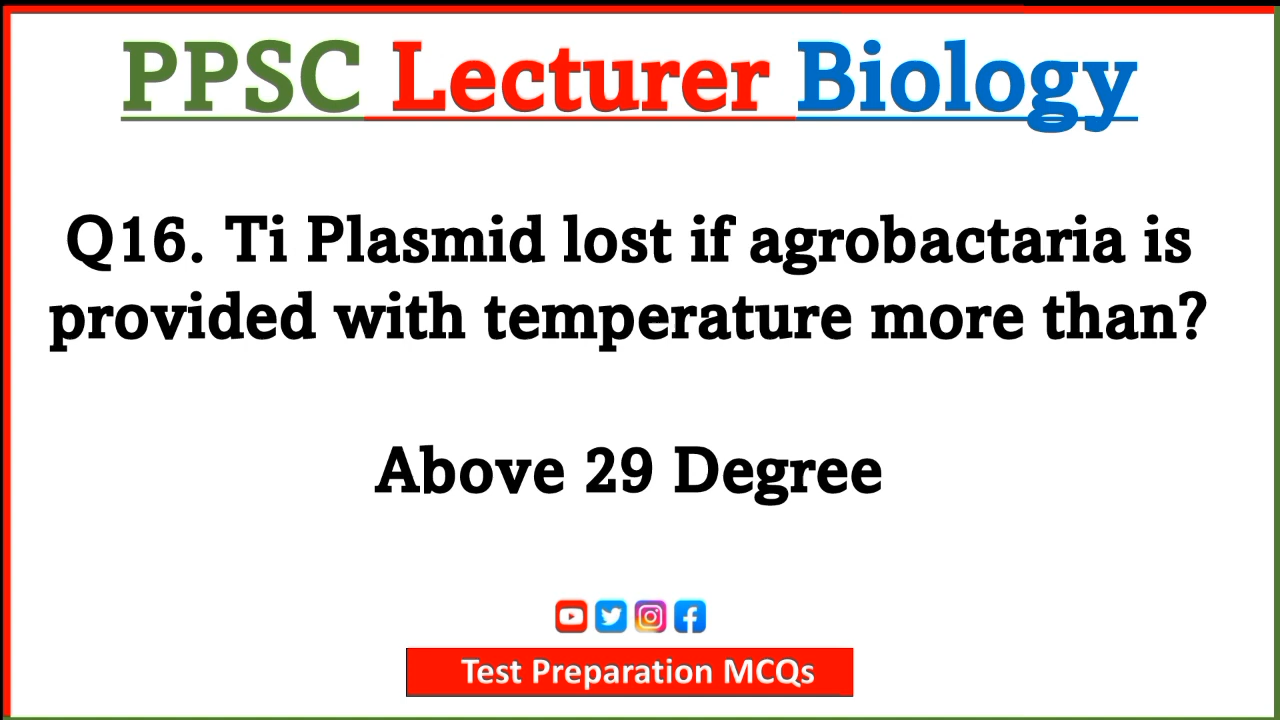 PPSC Lecturer Biology
Q16. Ti Plasmid lost if agrobactaria is
provided with temperature more than?
Above 29 Degree
Test Preparation MCQs